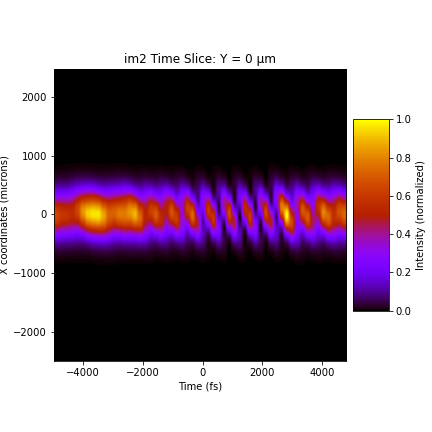 im2 Time Slice: Y = 0 μm
2000
1000
0
−1000
−2000
X coordinates (microns)
−4000 −2000 0 2000 4000
Time (fs)
1.0
0.8
0.6
0.4
0.2
0.0
Intensity (normalized)